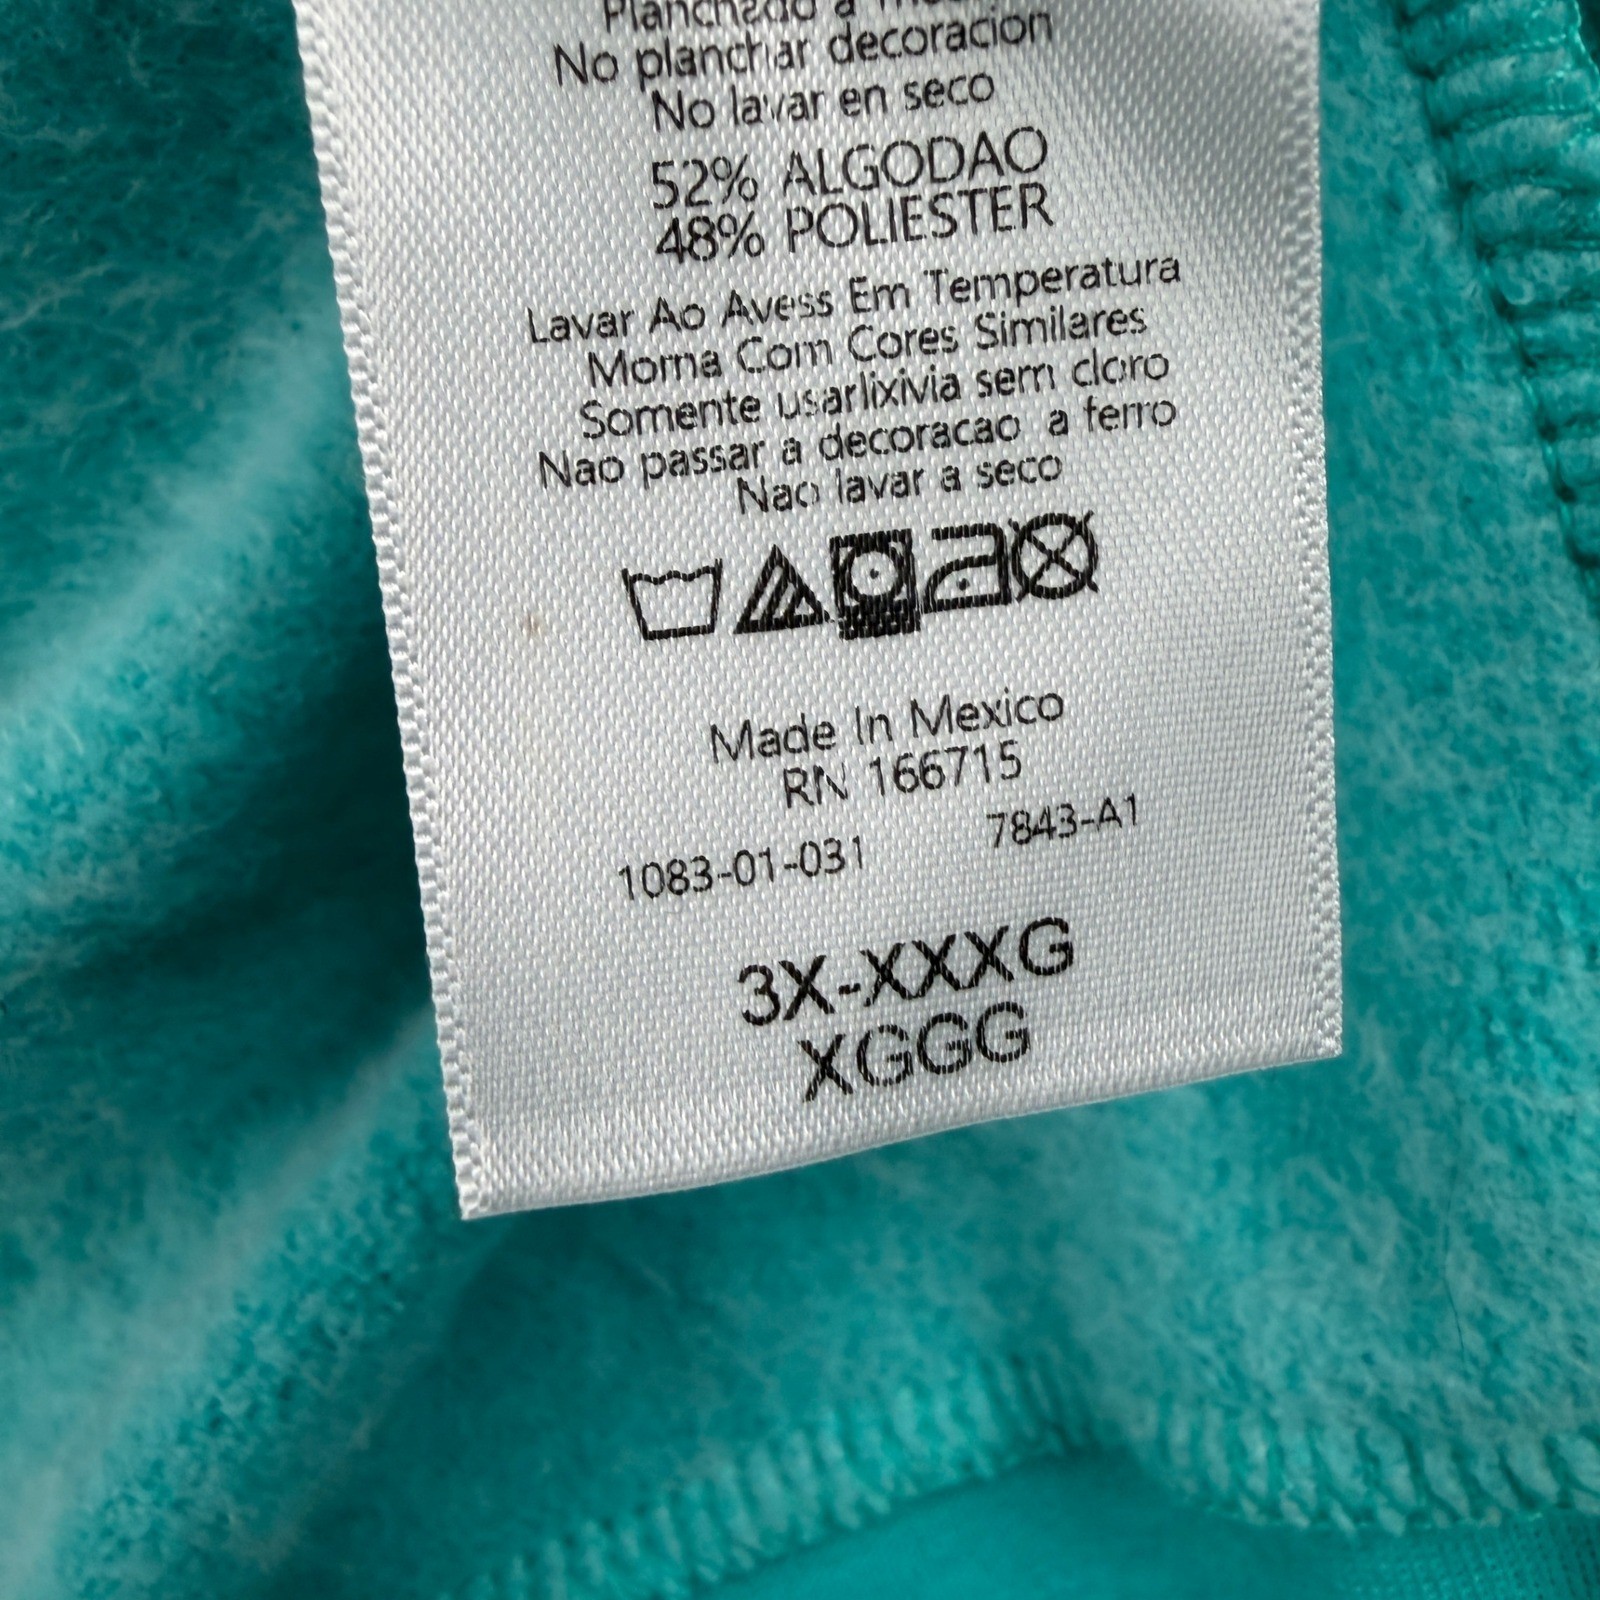 Planchado a
No planchar decoracion
No lavar en seco
52% ALGODAO
48% POLIESTER
Lavar Ao Avess Em Temperatura
Morna Com Cores Similares
Somente usarlixivia sem cloro
Nao passar a decoracao a ferro
Nao lavar a seco
Made In Mexico
RN 166715
1083-01-031 7843-A1
3X-XXXG
XGGG